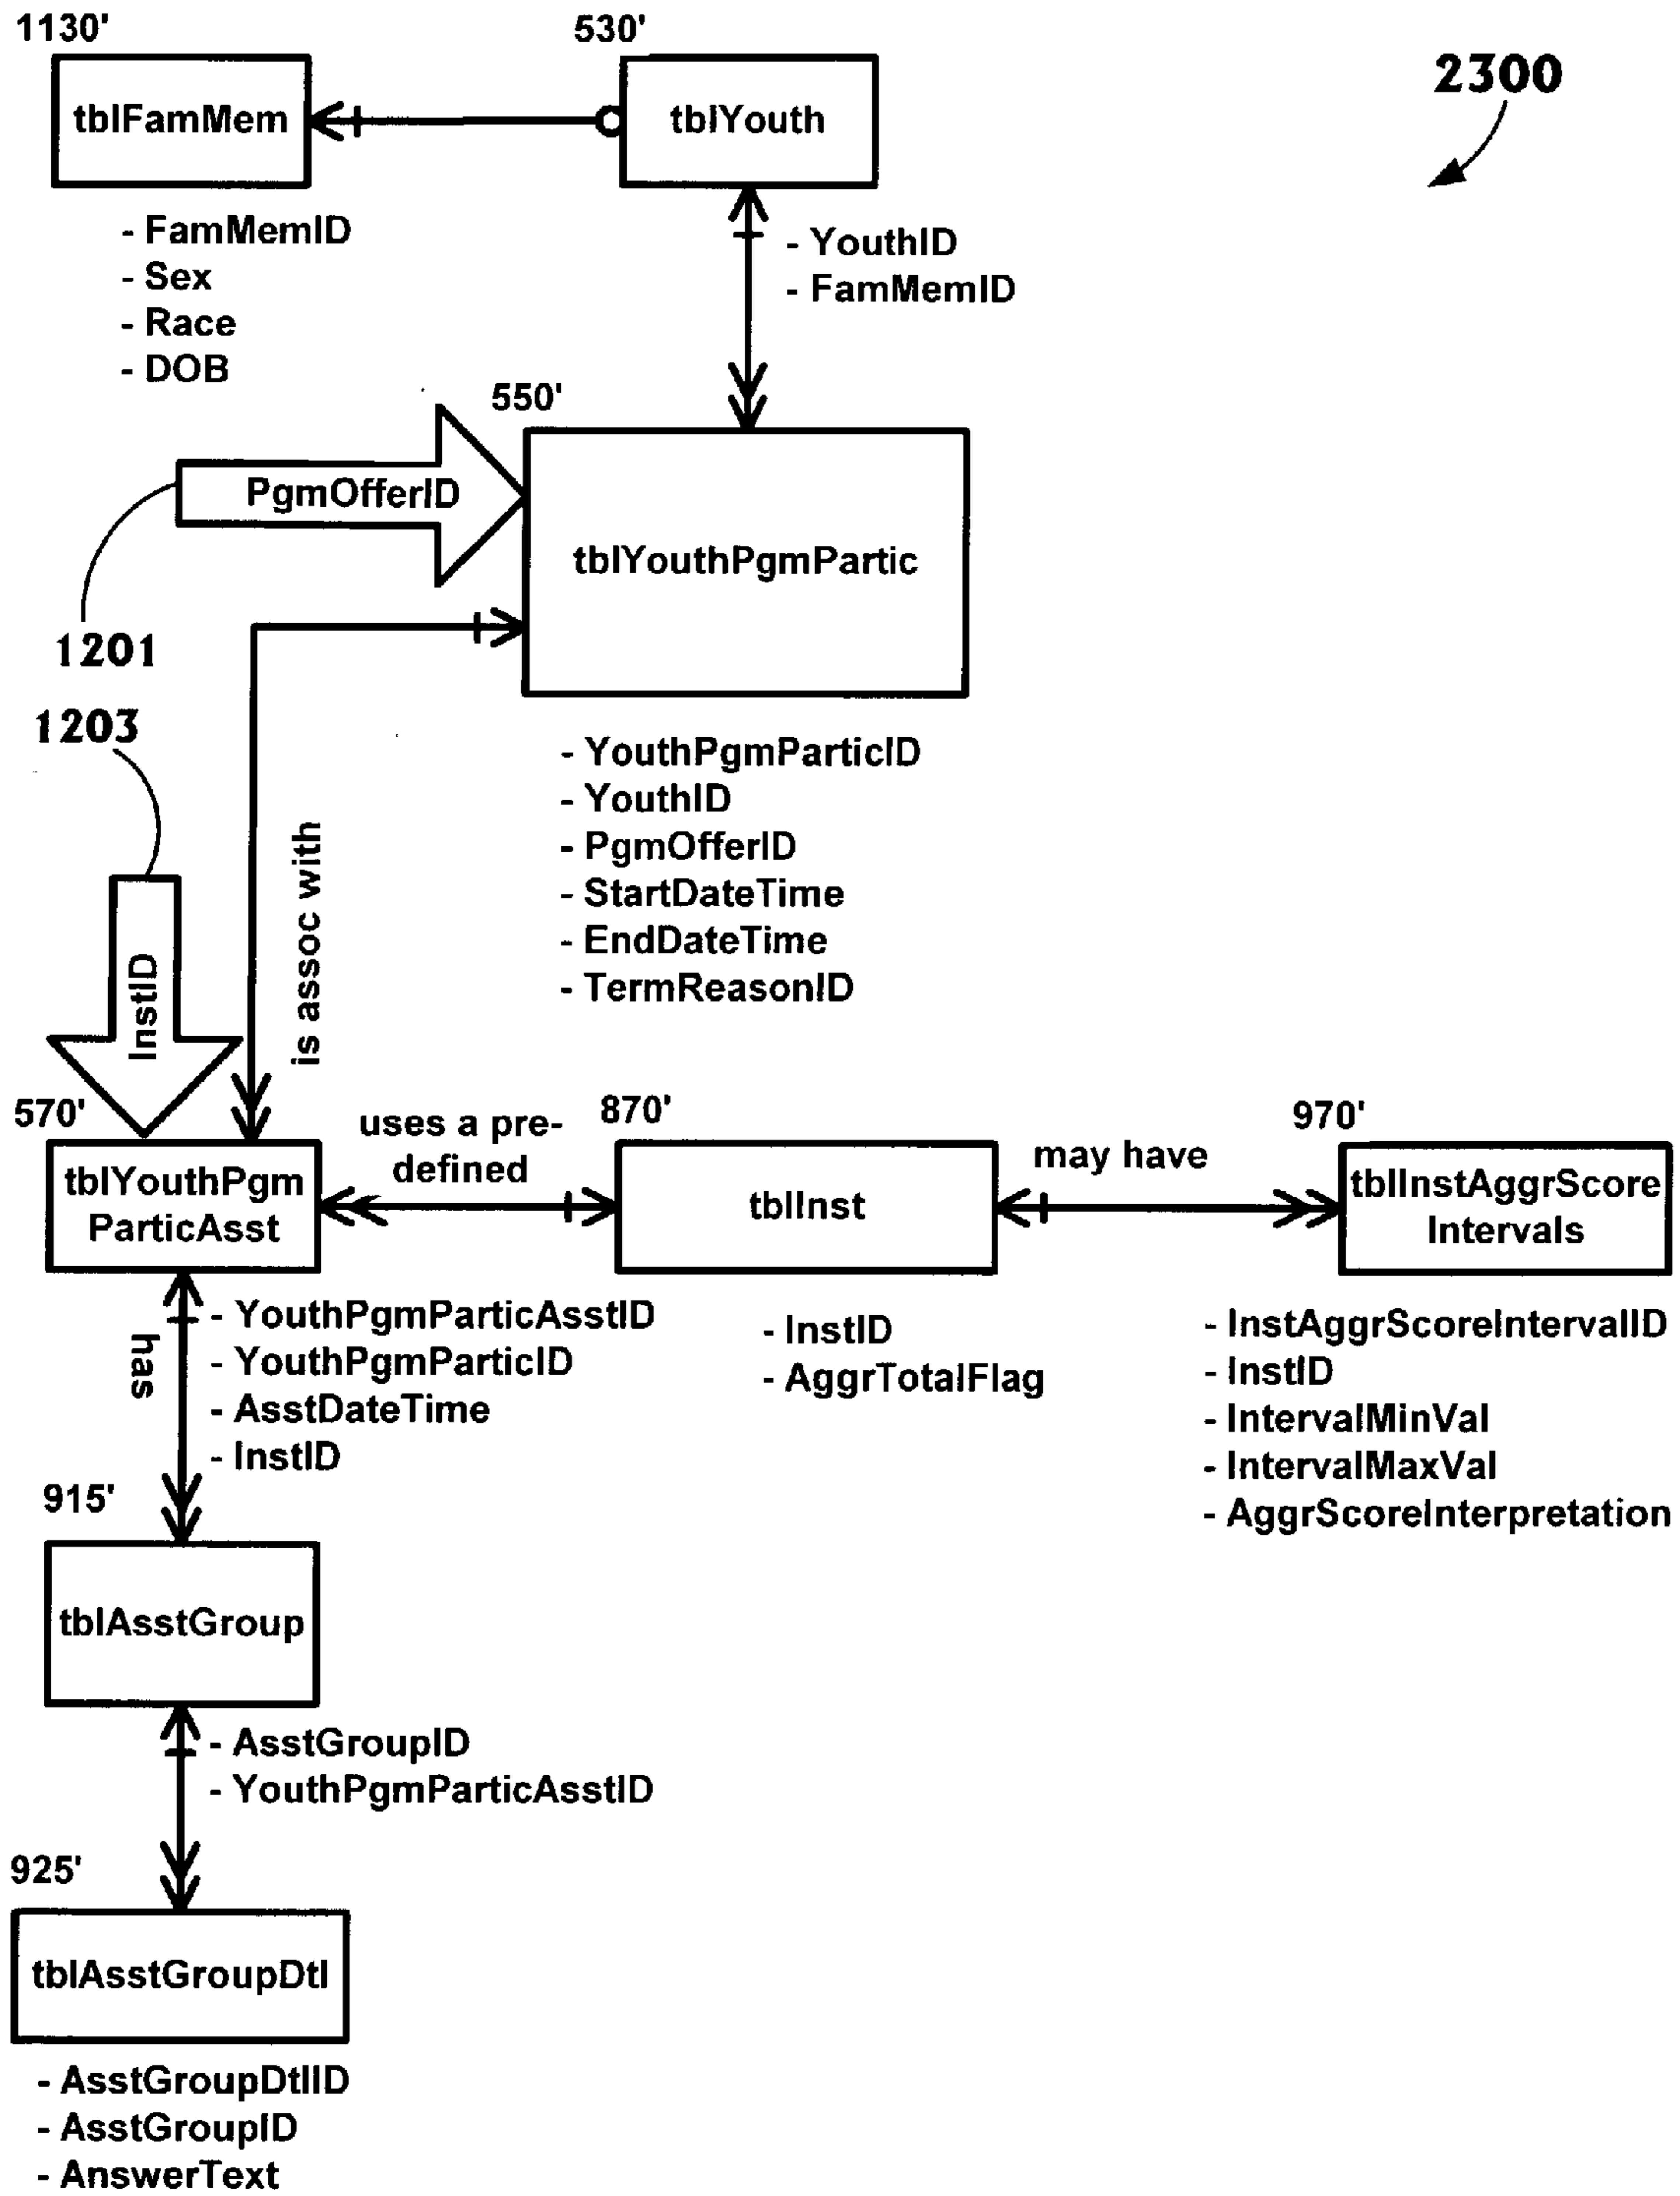 1130'
530'
2300
tblFamMem
tblYouth
- FamMemID
- Sex
- Race
- DOB
- YouthID
- FamMemID
550'
PgmOfferID
tblYouthPgmPartic
1201
1203
- YouthPgmParticID
- YouthID
- PgmOfferID
- StartDateTime
- EndDateTime
- TermReasonID
is assoc with
InstID
570'
uses a pre-
defined
870'
may have
970'
tblYouthPgm
ParticAsst
tblInst
tblInstAggrScore
Intervals
has
- YouthPgmParticAsstID
- YouthPgmParticID
- AsstDateTime
- InstID
- InstID
- AggrTotalFlag
- InstAggrScoreIntervalID
- InstID
- IntervalMinVal
- IntervalMaxVal
- AggrScoreInterpretation
915'
tblAsstGroup
- AsstGroupID
- YouthPgmParticAsstID
925'
tblAsstGroupDtl
- AsstGroupDtlID
- AsstGroupID
- AnswerText